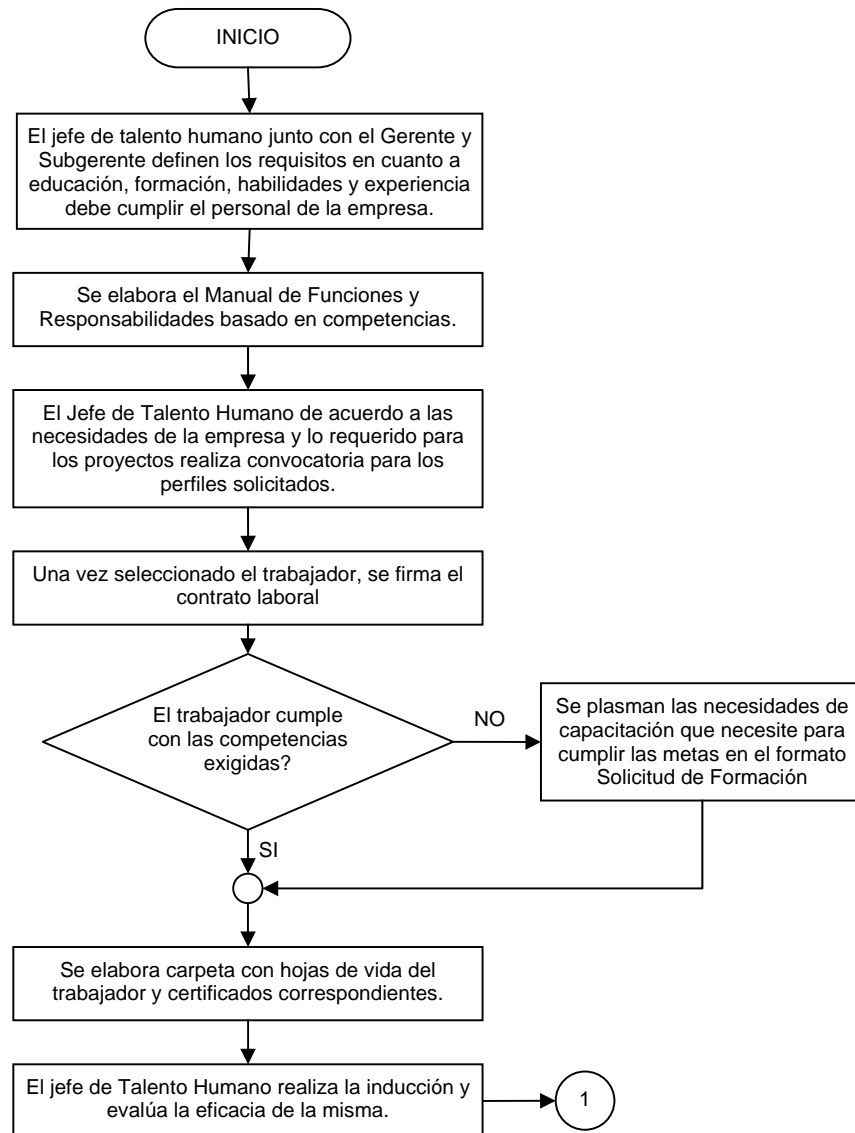 INICIO
El jefe de talento humano junto con el Gerente y
Subgerente definen los requisitos en cuanto a
educación, formación, habilidades y experiencia
debe cumplir el personal de la empresa.
Se elabora el Manual de Funciones y
Responsabilidades basado en competencias.
El Jefe de Talento Humano de acuerdo a las
necesidades de la empresa y lo requerido para
los proyectos realiza convocatoria para los
perfiles solicitados.
Una vez seleccionado el trabajador, se firma el
contrato laboral
El trabajador cumple
con las competencias
exigidas?
NO
Se plasman las necesidades de
capacitación que necesite para
cumplir las metas en el formato
Solicitud de Formación
SI
Se elabora carpeta con hojas de vida del
trabajador y certificados correspondientes.
El jefe de Talento Humano realiza la inducción y
evalúa la eficacia de la misma.
1